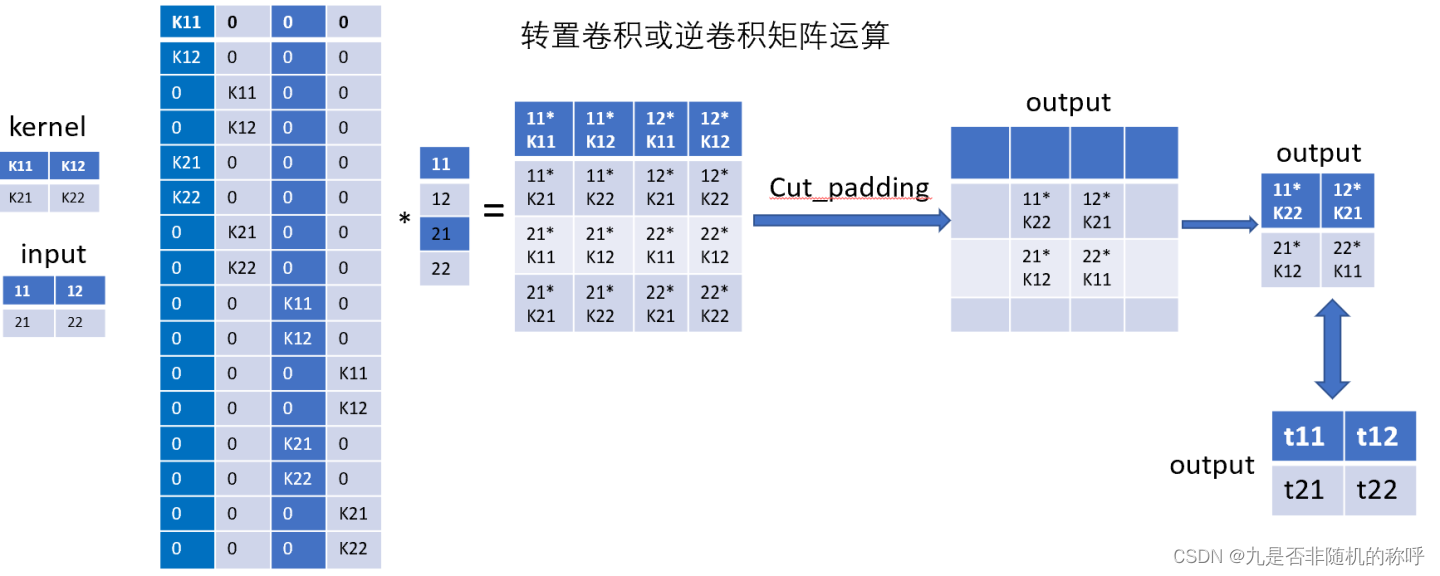 转置卷积或逆卷积矩阵运算
kernel
K11 K12
K21 K22
input
11 12
21 22
K11 0 0 0
K12 0 0 0
0 K11 0 0
0 K12 0 0
K21 0 0 0
K22 0 0 0
0 K21 0 0
0 K22 0 0
0 0 K11 0
0 0 K12 0
0 0 0 K11
0 0 0 K12
0 0 K21 0
0 0 K22 0
0 0 0 K21
0 0 0 K22
*
11
12
21
22
=
11* 11* 12* 12*
K11 K12 K11 K12
11* 11* 12* 12*
K21 K22 K21 K22
21* 21* 22* 22*
K11 K12 K11 K12
21* 21* 22* 22*
K21 K22 K21 K22
Cut_padding
output
11* 12*
K22 K21
21* 22*
K12 K11
output
11* 12*
K22 K21
21* 22*
K12 K11
output
t11 t12
t21 t22
CSDN @九是否非随机的称呼